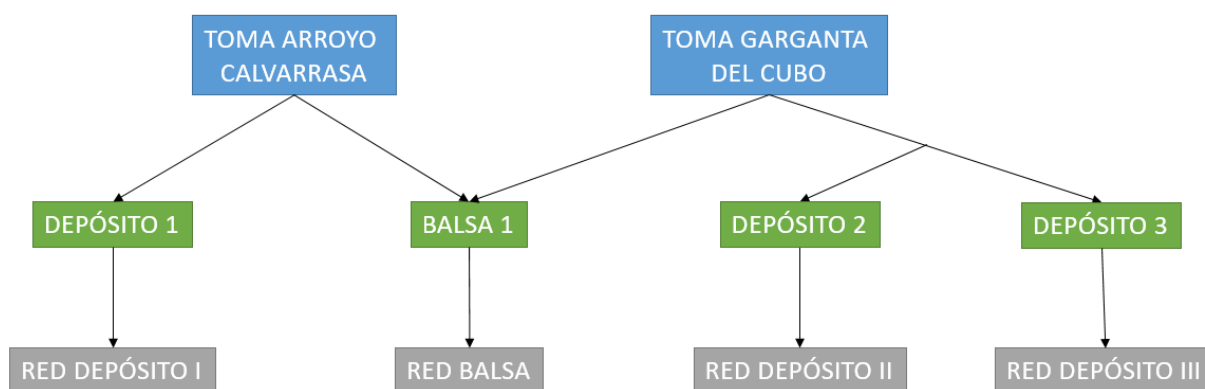 TOMA ARROYO
CALVARRASA
TOMA GARGANTA
DEL CUBO
DEPÓSITO 1
BALSA 1
DEPÓSITO 2
DEPÓSITO 3
RED DEPÓSITO I
RED BALSA
RED DEPÓSITO II
RED DEPÓSITO III